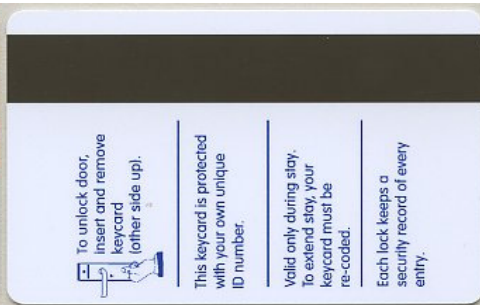 To unlock door,
insert and remove
keycard
(other side up).
This keycard is protected
with your own unique
ID number.
Valid only during stay.
To extend stay, your
keycard must be
re-coded.
Each lock keeps a
security record of every
entry.